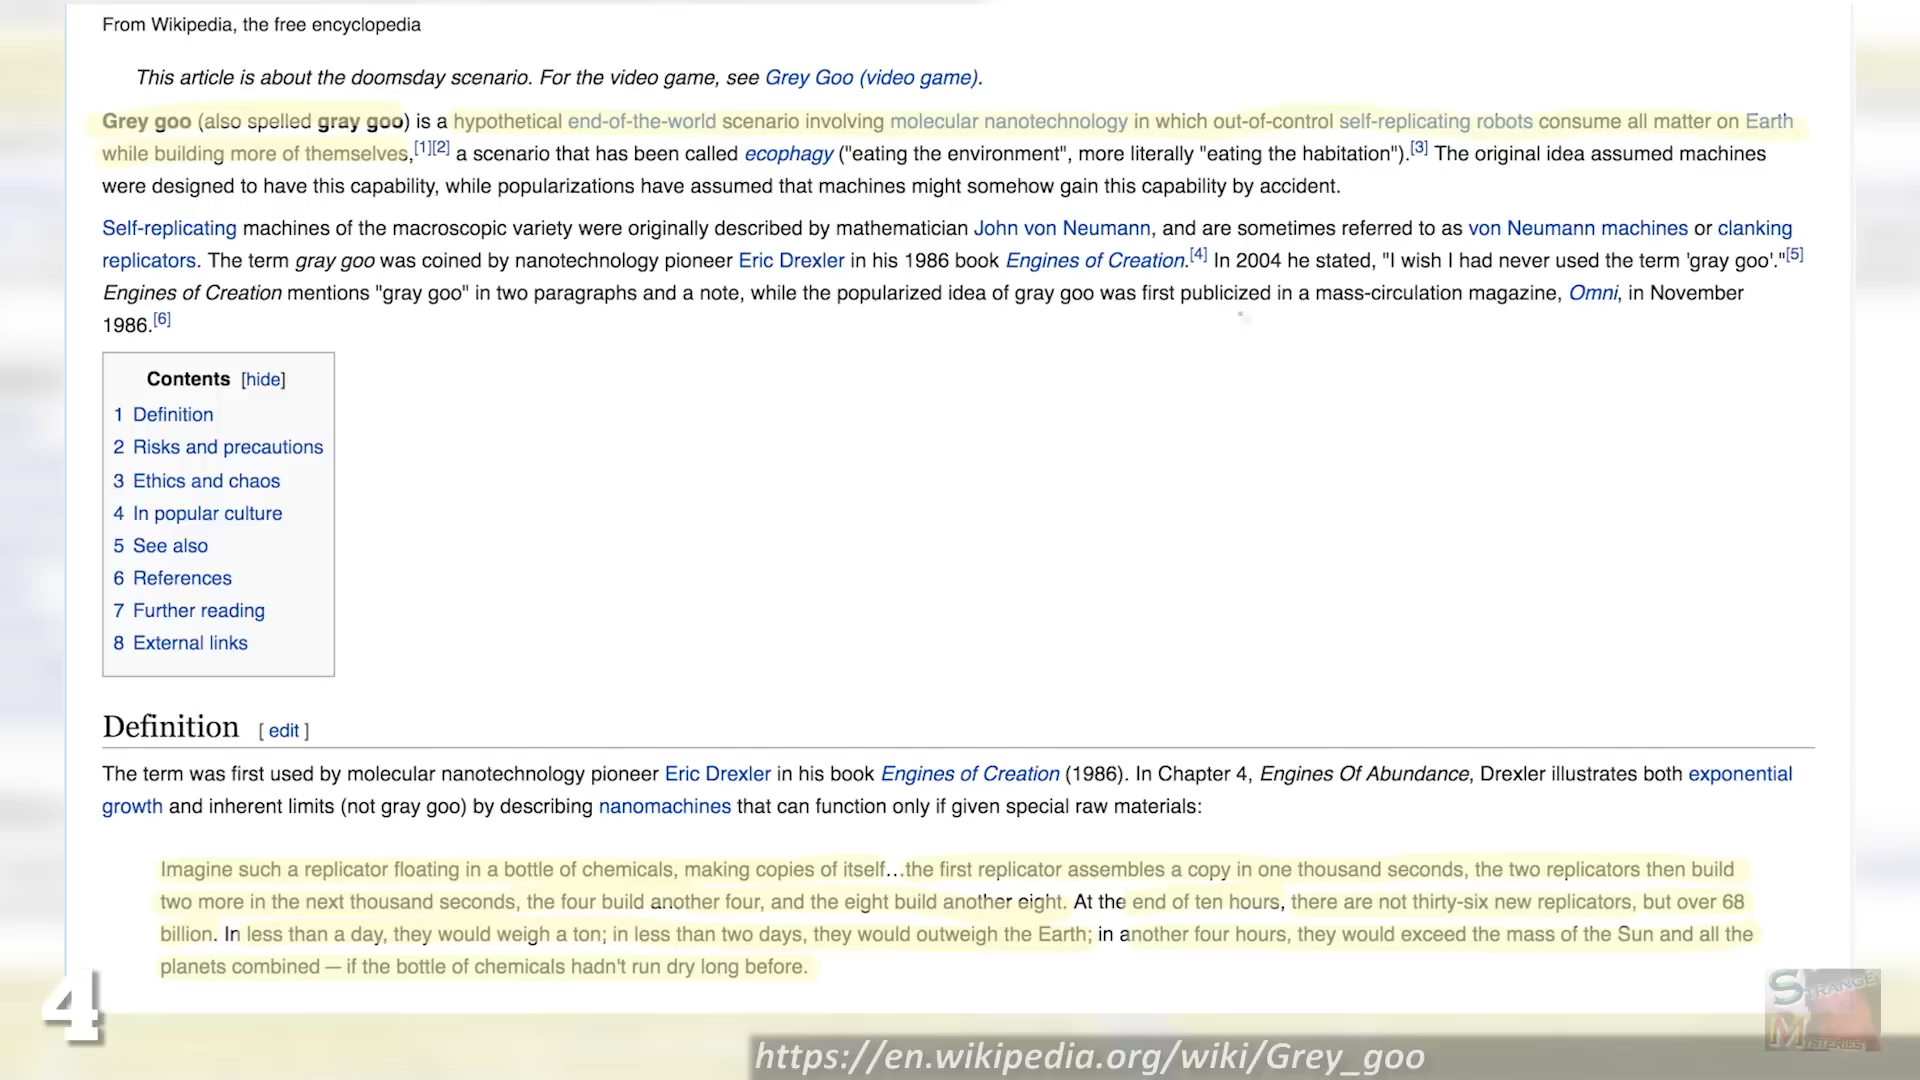 From Wikipedia, the free encyclopedia
This article is about the doomsday scenario. For the video game, see Grey Goo (video game).
Grey goo (also spelled gray goo) is a hypothetical end-of-the-world scenario involving molecular nanotechnology in which out-of-control self-replicating robots consume all matter on Earth
while building more of themselves,[1][2] a scenario that has been called ecophagy ("eating the environment", more literally "eating the habitation").[3] The original idea assumed machines
were designed to have this capability, while popularizations have assumed that machines might somehow gain this capability by accident.
Self-replicating machines of the macroscopic variety were originally described by mathematician John von Neumann, and are sometimes referred to as von Neumann machines or clanking
replicators. The term gray goo was coined by nanotechnology pioneer Eric Drexler in his 1986 book Engines of Creation.[4] In 2004 he stated, "I wish I had never used the term 'gray goo'."[5]
Engines of Creation mentions "gray goo" in two paragraphs and a note, while the popularized idea of gray goo was first publicized in a mass-circulation magazine, Omni, in November
1986.[6]
Contents [hide]
1 Definition
2 Risks and precautions
3 Ethics and chaos
4 In popular culture
5 See also
6 References
7 Further reading
8 External links
Definition [ edit ]
The term was first used by molecular nanotechnology pioneer Eric Drexler in his book Engines of Creation (1986). In Chapter 4, Engines Of Abundance, Drexler illustrates both exponential
growth and inherent limits (not gray goo) by describing nanomachines that can function only if given special raw materials:
Imagine such a replicator floating in a bottle of chemicals, making copies of itself...the first replicator assembles a copy in one thousand seconds, the two replicators then build
two more in the next thousand seconds, the four build another four, and the eight build another eight. At the end of ten hours, there are not thirty-six new replicators, but over 68
billion. In less than a day, they would weigh a ton; in less than two days, they would outweigh the Earth; in another four hours, they would exceed the mass of the Sun and all the
planets combined — if the bottle of chemicals hadn't run dry long before.
4
STRANGE
MYSTERIES
https://en.wikipedia.org/wiki/Grey_goo